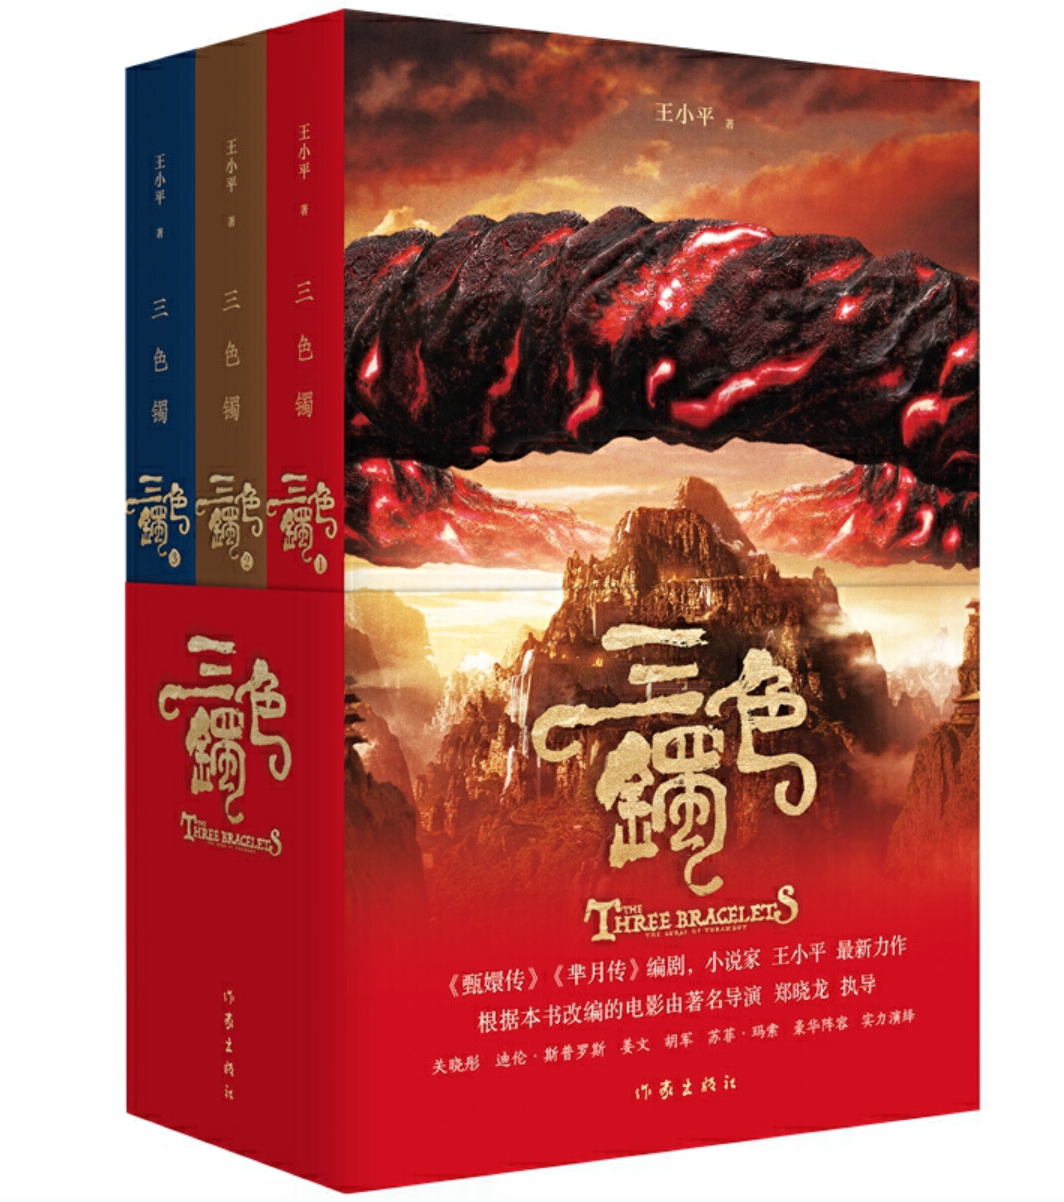 王小平 著
三色镯
THE
THREE BRACELETS
《甄嬛传》《芈月传》编剧，小说家 王小平 最新力作
根据本书改编的电影由著名导演 郑晓龙 执导
关晓彤 迪伦·斯普罗斯 姜文 胡军 苏菲·玛索 豪华阵容 实力演绎
作家出版社
王小平 著
三色镯
三色镯
1
王小平 著
三色镯
三色镯
2
王小平 著
三色镯
三色镯
3
三色镯
THE
THREE BRACELETS
作家出版社